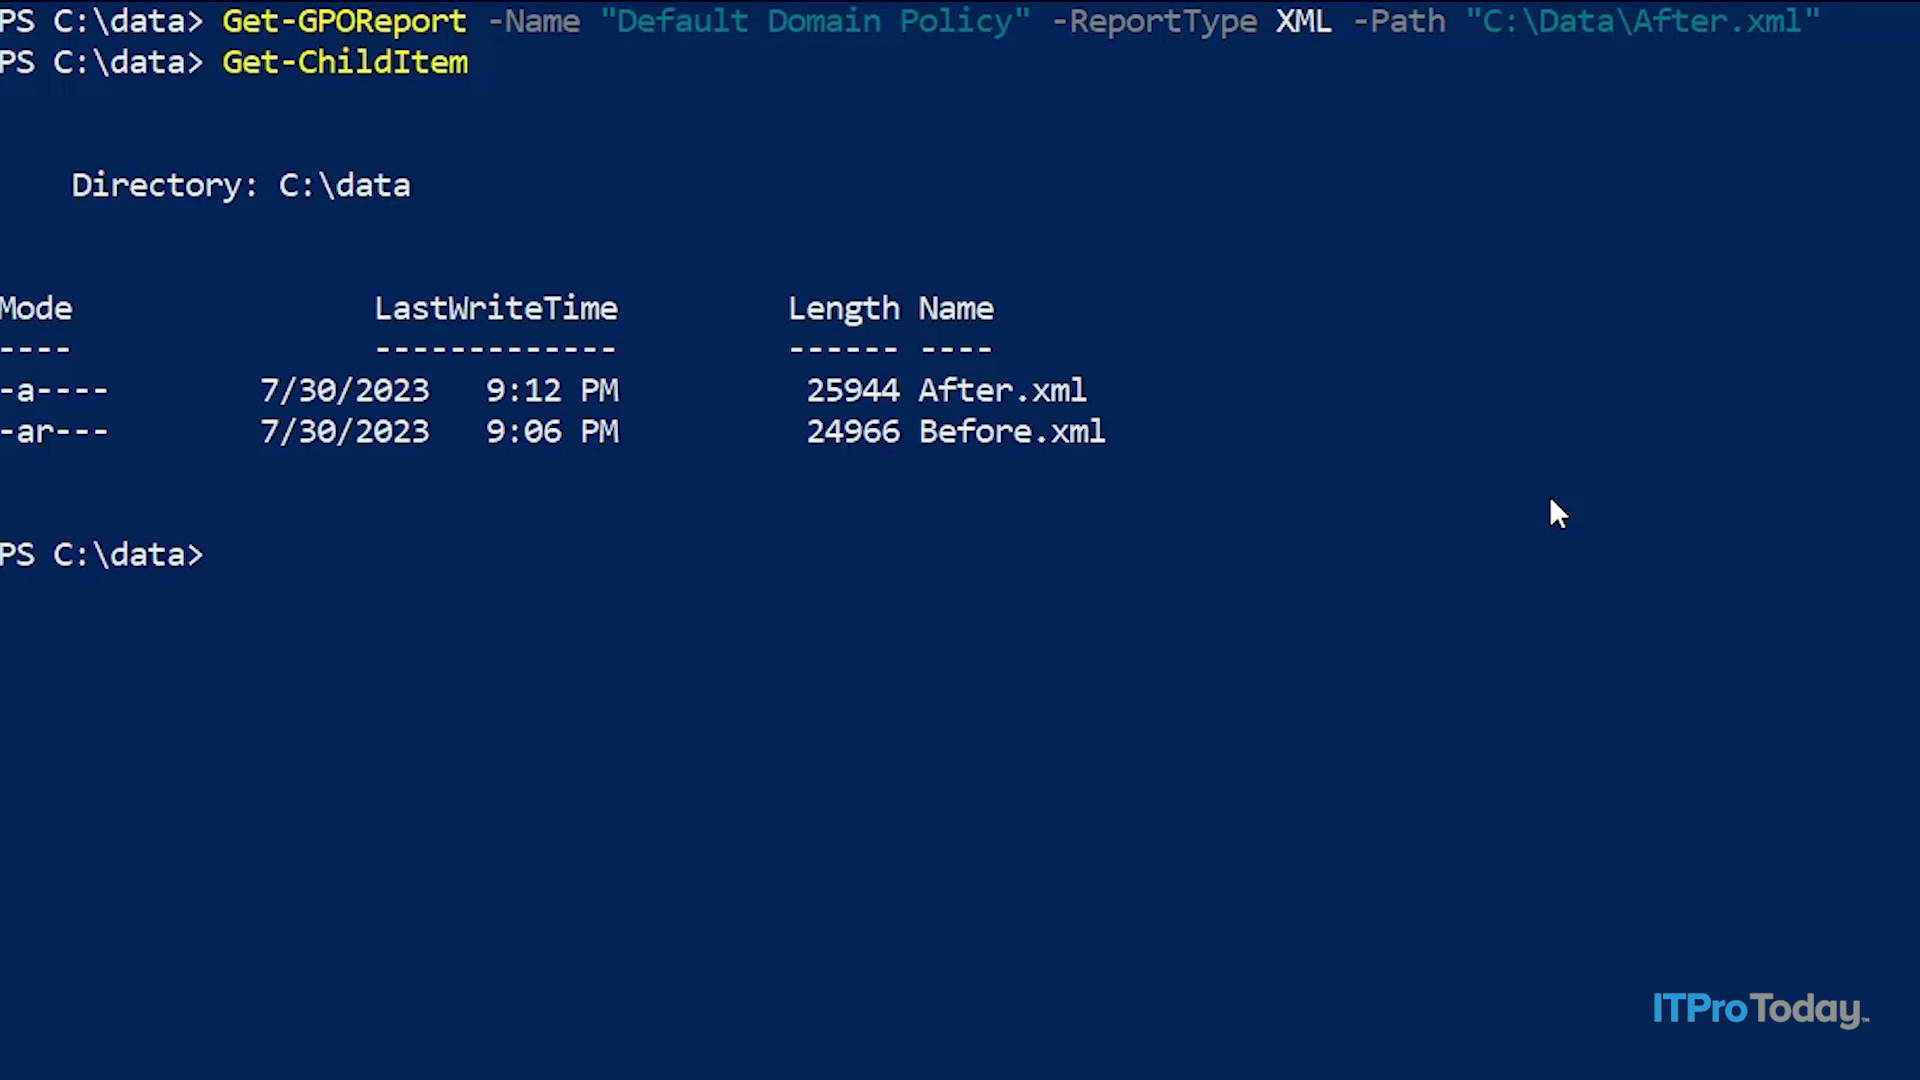 PS C:\data> Get-GPOReport -Name "Default Domain Policy" -ReportType XML -Path "C:\Data\After.xml"
PS C:\data> Get-ChildItem
Directory: C:\data
Mode LastWriteTime Length Name
---- ------------- ------ ----
-a---- 7/30/2023 9:12 PM 25944 After.xml
-ar--- 7/30/2023 9:06 PM 24966 Before.xml
PS C:\data>
ITProToday™